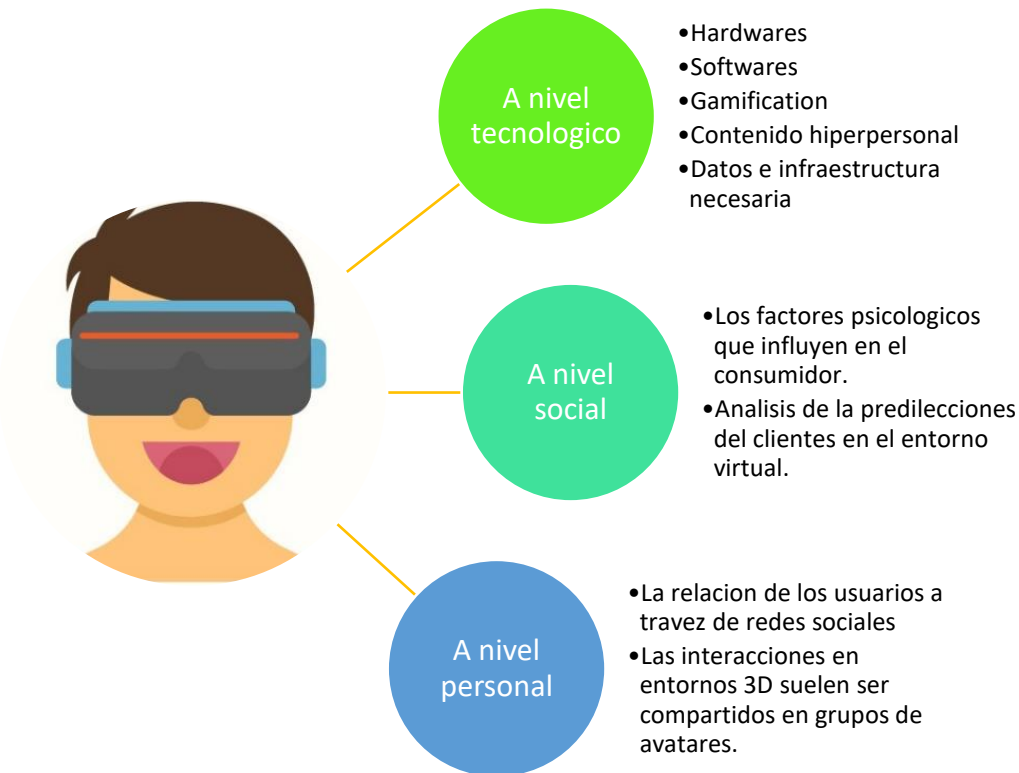 A nivel
tecnologico
•Hardwares
•Softwares
•Gamification
•Contenido hiperpersonal
•Datos e infraestructura
necesaria
A nivel
social
•Los factores psicologicos
que influyen en el
consumidor.
•Analisis de la predilecciones
del clientes en el entorno
virtual.
A nivel
personal
•La relacion de los usuarios a
travez de redes sociales
•Las interacciones en
entornos 3D suelen ser
compartidos en grupos de
avatares.